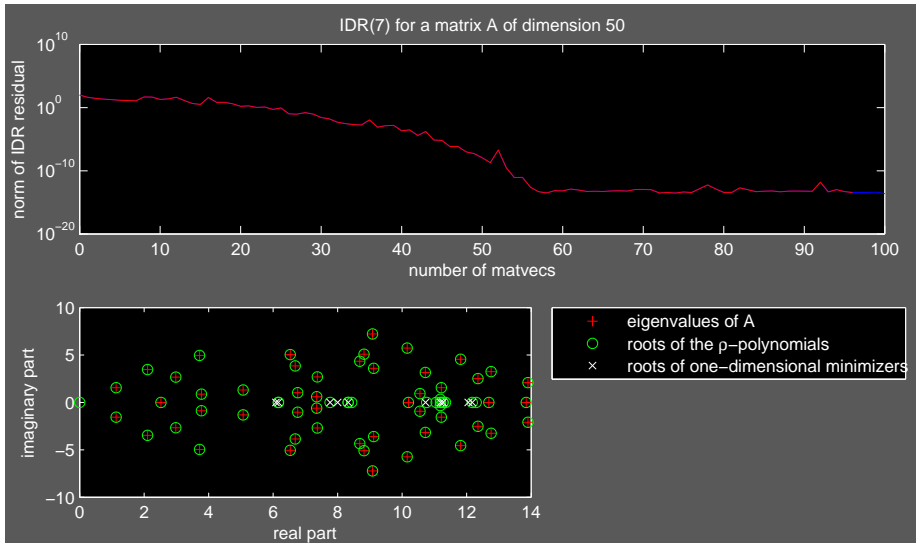 IDR(7) for a matrix A of dimension 50
norm of IDR residual
10^10
10^0
10^−10
10^−20
0 10 20 30 40 50 60 70 80 90 100
number of matvecs
imaginary part
10
5
0
−5
−10
0 2 4 6 8 10 12 14
real part
eigenvalues of A
roots of the ρ−polynomials
roots of one−dimensional minimizers